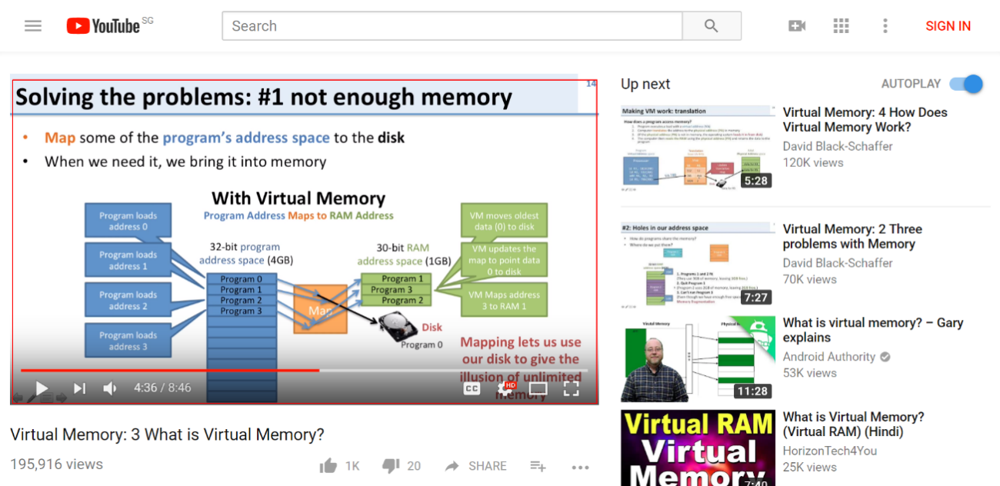 YouTube SG
Search
SIGN IN
14
Solving the problems: #1 not enough memory
• Map some of the program's address space to the disk
• When we need it, we bring it into memory
With Virtual Memory
Program Address Maps to RAM Address
Program loads
address 0
Program loads
address 1
Program loads
address 2
Program loads
address 3
32-bit program
address space (4GB)
Program 0
Program 1
Program 2
Program 3
Map
30-bit RAM
address space (1GB)
Program 1
Program 3
Program 2
Disk
Program 0
VM moves oldest
data (0) to disk
VM updates the
map to point data
0 to disk
VM Maps address
3 to RAM 1
Mapping lets us use
our disk to give the
illusion of unlimited
memory
4:36 / 8:46
CC
HD
Virtual Memory: 3 What is Virtual Memory?
195,916 views
1K
20
SHARE
Up next
AUTOPLAY
Making VM work: translation
How does a program access memory?
5:28
Virtual Memory: 4 How Does
Virtual Memory Work?
David Black-Schaffer
120K views
#2: Holes in our address space
7:27
Virtual Memory: 2 Three
problems with Memory
David Black-Schaffer
70K views
11:28
What is virtual memory? – Gary
explains
Android Authority
53K views
Virtual RAM
Virtual
Memory
7:40
What is Virtual Memory?
(Virtual RAM) (Hindi)
HorizonTech4You
25K views